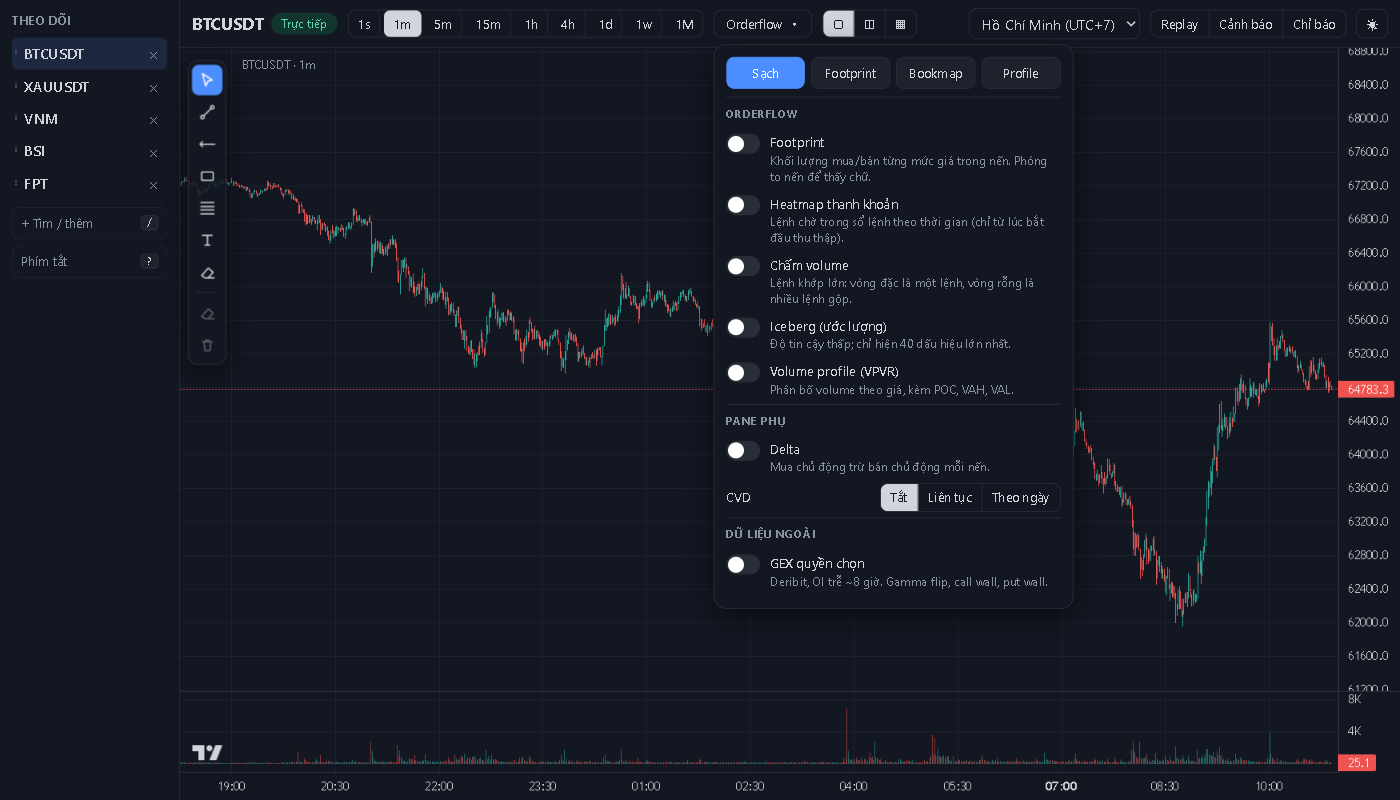 THEO DÕI
BTCUSDT
XAUUSDT
VNM
BSI
FPT
+ Tìm / thêm /
Phím tắt ?
BTCUSDT Trực tiếp 1s 1m 5m 15m 1h 4h 1d 1w 1M Orderflow Hồ Chí Minh (UTC+7) Replay Cảnh báo Chỉ báo
BTCUSDT · 1m
T
Sạch Footprint Bookmap Profile
ORDERFLOW
Footprint
Khối lượng mua/bán từng mức giá trong nến. Phóng
to nến để thấy chữ.
Heatmap thanh khoản
Lệnh chờ trong sổ lệnh theo thời gian (chỉ từ lúc bắt
đầu thu thập).
Chấm volume
Lệnh khớp lớn: vòng đặc là một lệnh, vòng rỗng là
nhiều lệnh gộp.
Iceberg (ước lượng)
Độ tin cậy thấp; chỉ hiện 40 dấu hiệu lớn nhất.
Volume profile (VPVR)
Phân bổ volume theo giá, kèm POC, VAH, VAL.
PANE PHỤ
Delta
Mua chủ động trừ bán chủ động mỗi nến.
CVD Tắt Liên tục Theo ngày
DỮ LIỆU NGOÀI
GEX quyền chọn
Deribit, OI trễ ~8 giờ. Gamma flip, call wall, put wall.
68800.0
68400.0
68000.0
67600.0
67200.0
66800.0
66400.0
66000.0
65600.0
65200.0
64783.3
64400.0
64000.0
63600.0
63200.0
62800.0
62400.0
62000.0
61600.0
61200.0
8K
4K
25.1
19:00 20:30 22:00 23:30 01:00 02:30 04:00 05:30 07:00 08:30 10:00